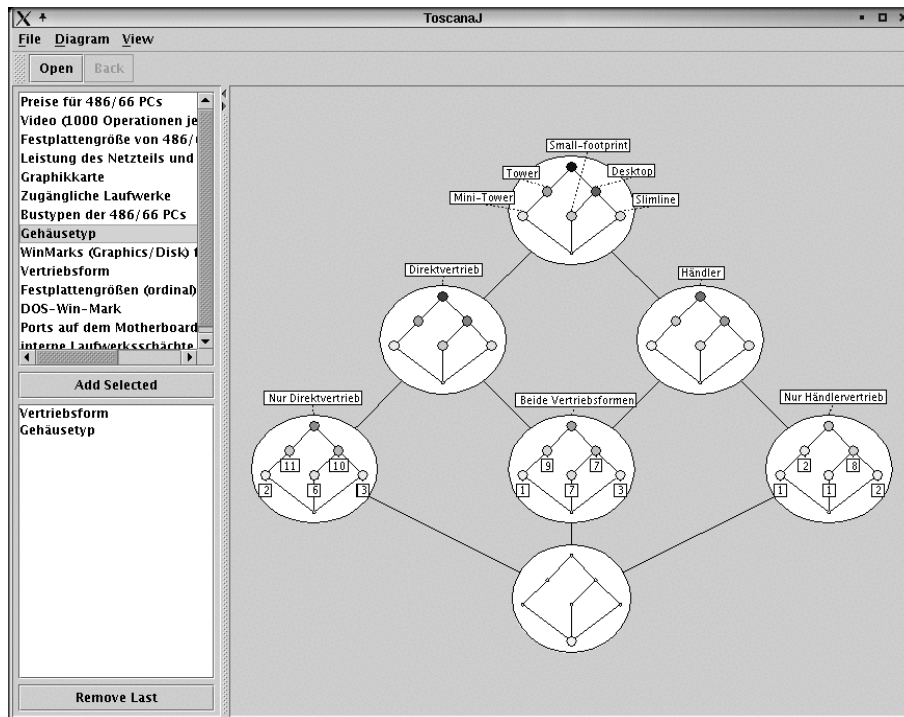 ToscanaJ
File Diagram View
Open Back
Preise für 486/66 PCs
Video (1000 Operationen je
Festplattengröße von 486/
Leistung des Netzteils und
Graphikkarte
Zugängliche Laufwerke
Bustypen der 486/66 PCs
Gehäusetyp
WinMarks (Graphics/Disk) f
Vertriebsform
Festplattengrößen (ordinal)
DOS-Win-Mark
Ports auf dem Motherboard
interne Laufwerksschächte
Add Selected
Vertriebsform
Gehäusetyp
Remove Last
Small-footprint
Tower Desktop
Mini-Tower Slimline
Direktvertrieb Händler
Nur Direktvertrieb Beide Vertriebsformen Nur Händlervertrieb
11 10 9 7 2 8
2 6 3 1 7 3 1 1 2